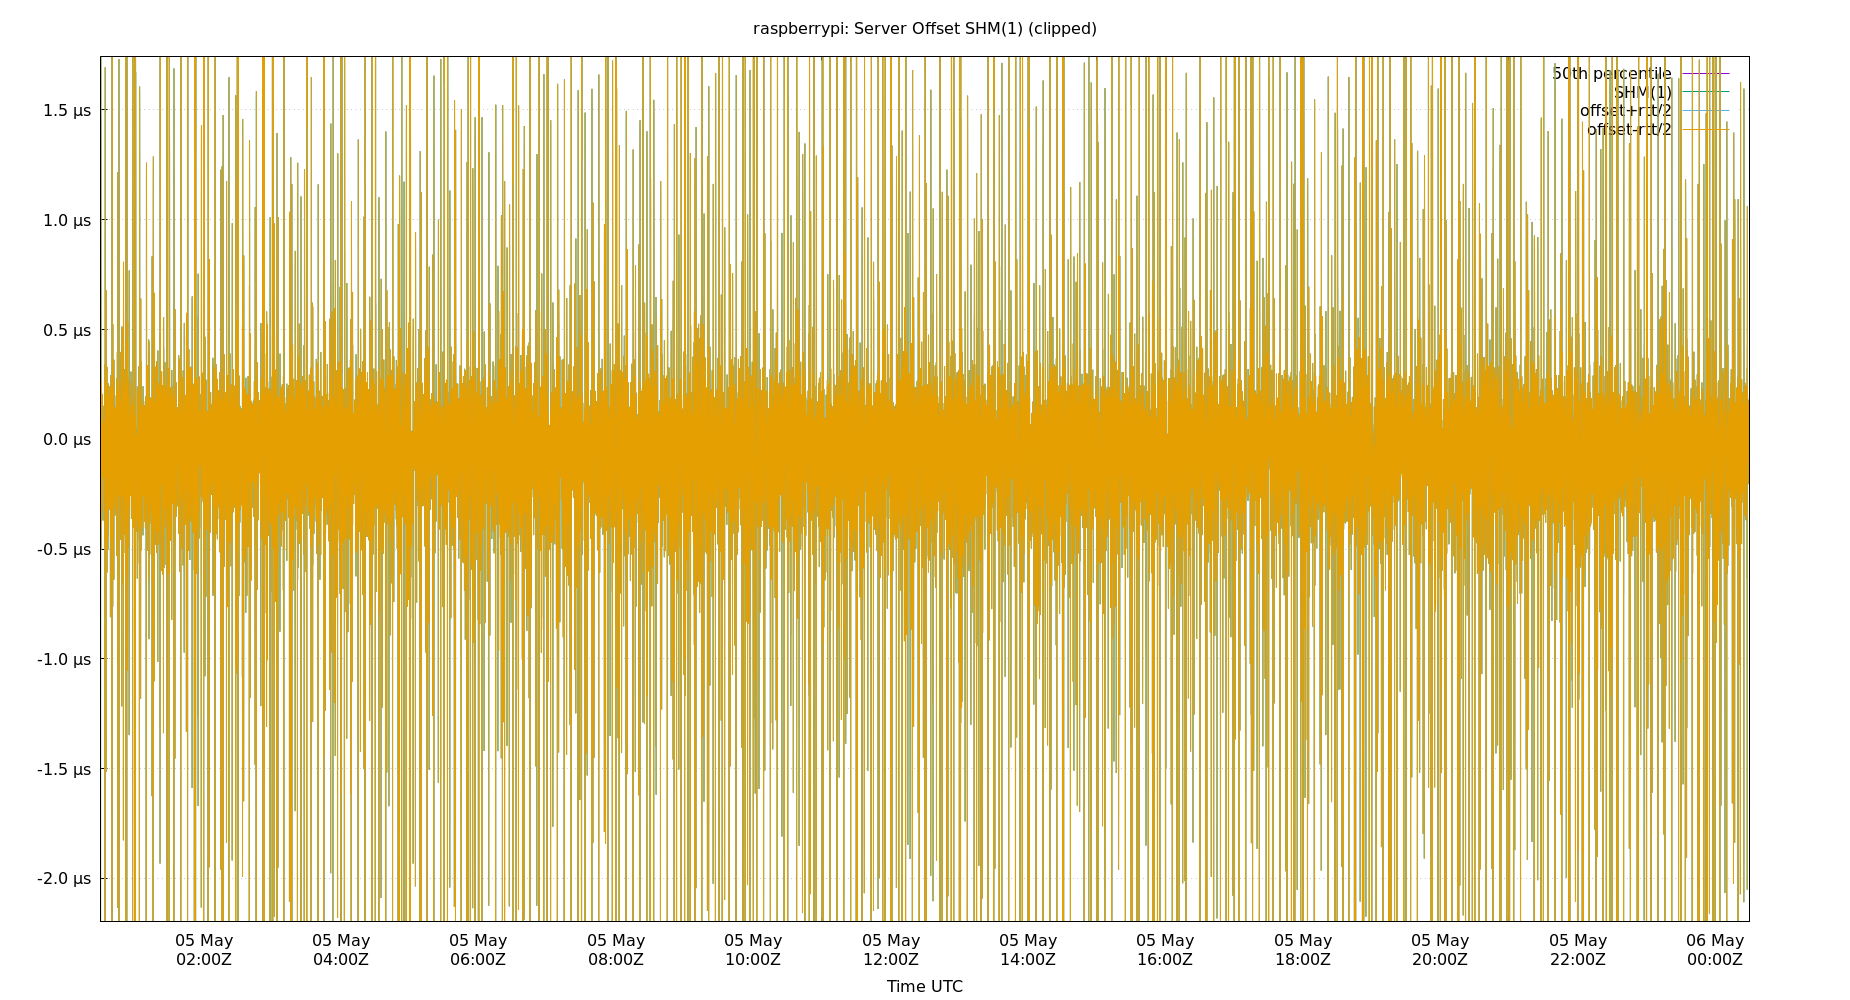 raspberrypi: Server Offset SHM(1) (clipped)
50th percentile
SHM(1)
offset+rtt/2
offset-rtt/2
1.5 µs
1.0 µs
0.5 µs
0.0 µs
-0.5 µs
-1.0 µs
-1.5 µs
-2.0 µs
05 May 05 May 05 May 05 May 05 May 05 May 05 May 05 May 05 May 05 May 05 May 06 May
02:00Z 04:00Z 06:00Z 08:00Z 10:00Z 12:00Z 14:00Z 16:00Z 18:00Z 20:00Z 22:00Z 00:00Z
Time UTC